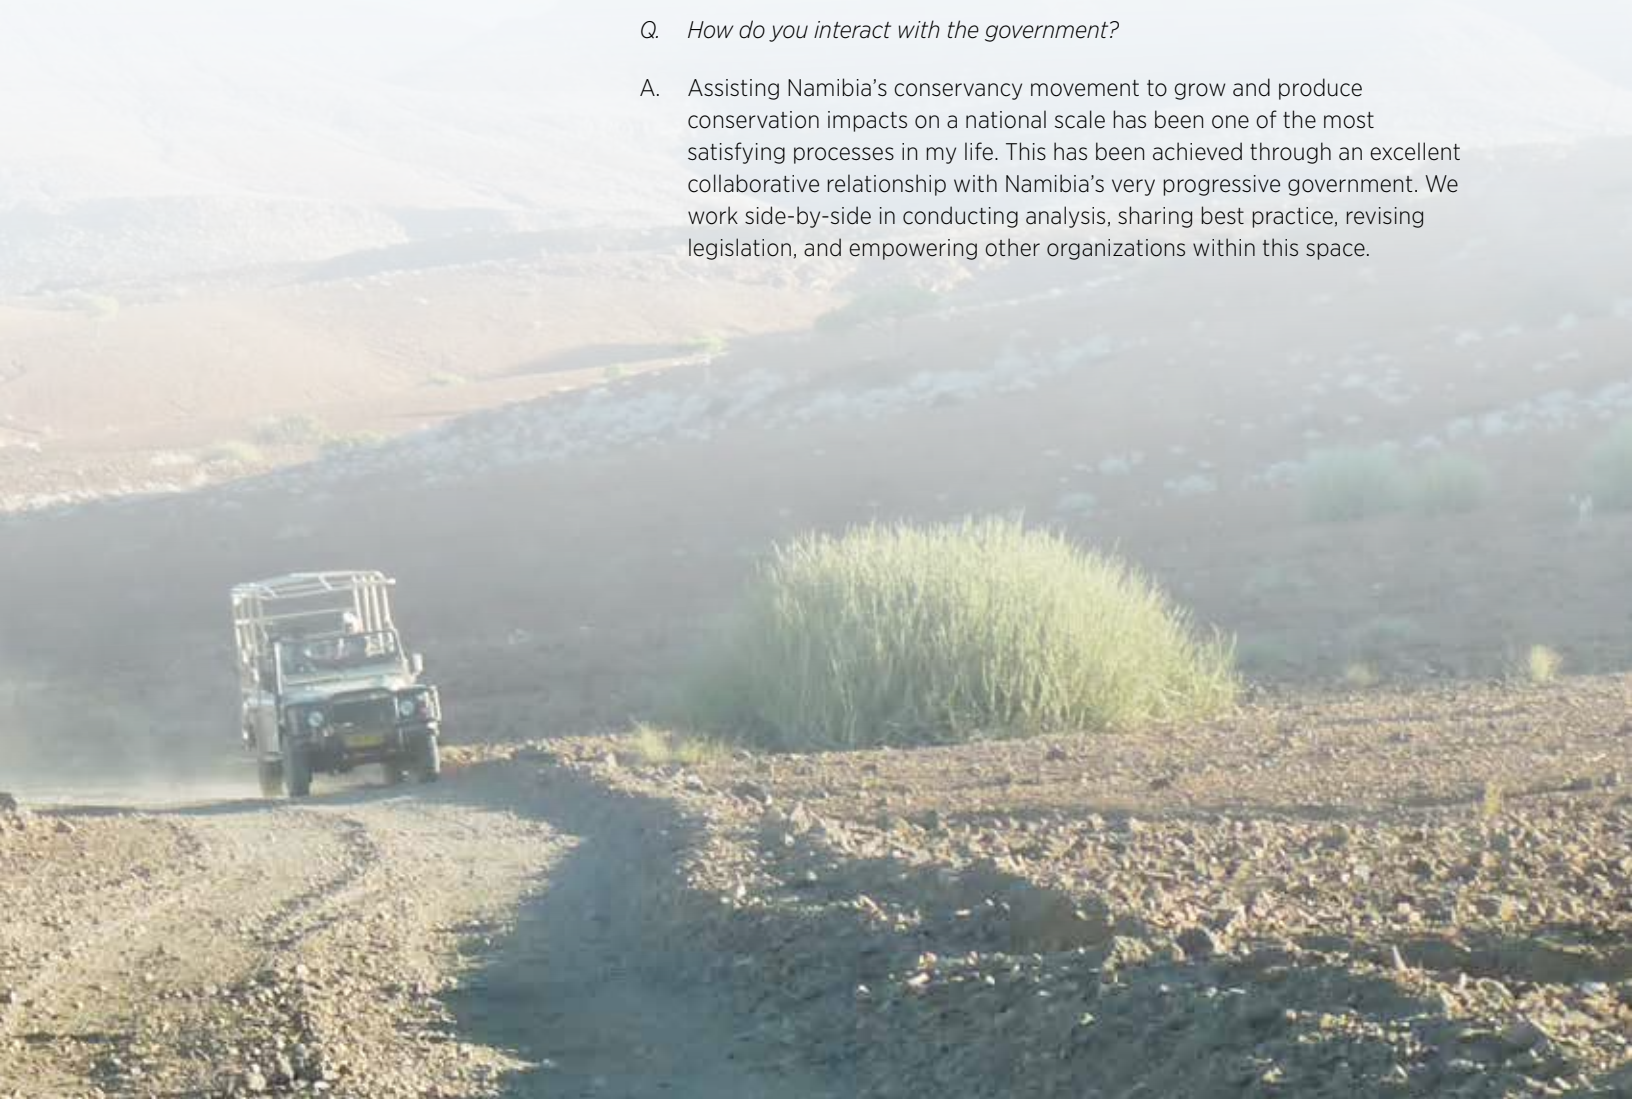 Q. How do you interact with the government?
A. Assisting Namibia’s conservancy movement to grow and produce
conservation impacts on a national scale has been one of the most
satisfying processes in my life. This has been achieved through an excellent
collaborative relationship with Namibia’s very progressive government. We
work side-by-side in conducting analysis, sharing best practice, revising
legislation, and empowering other organizations within this space.